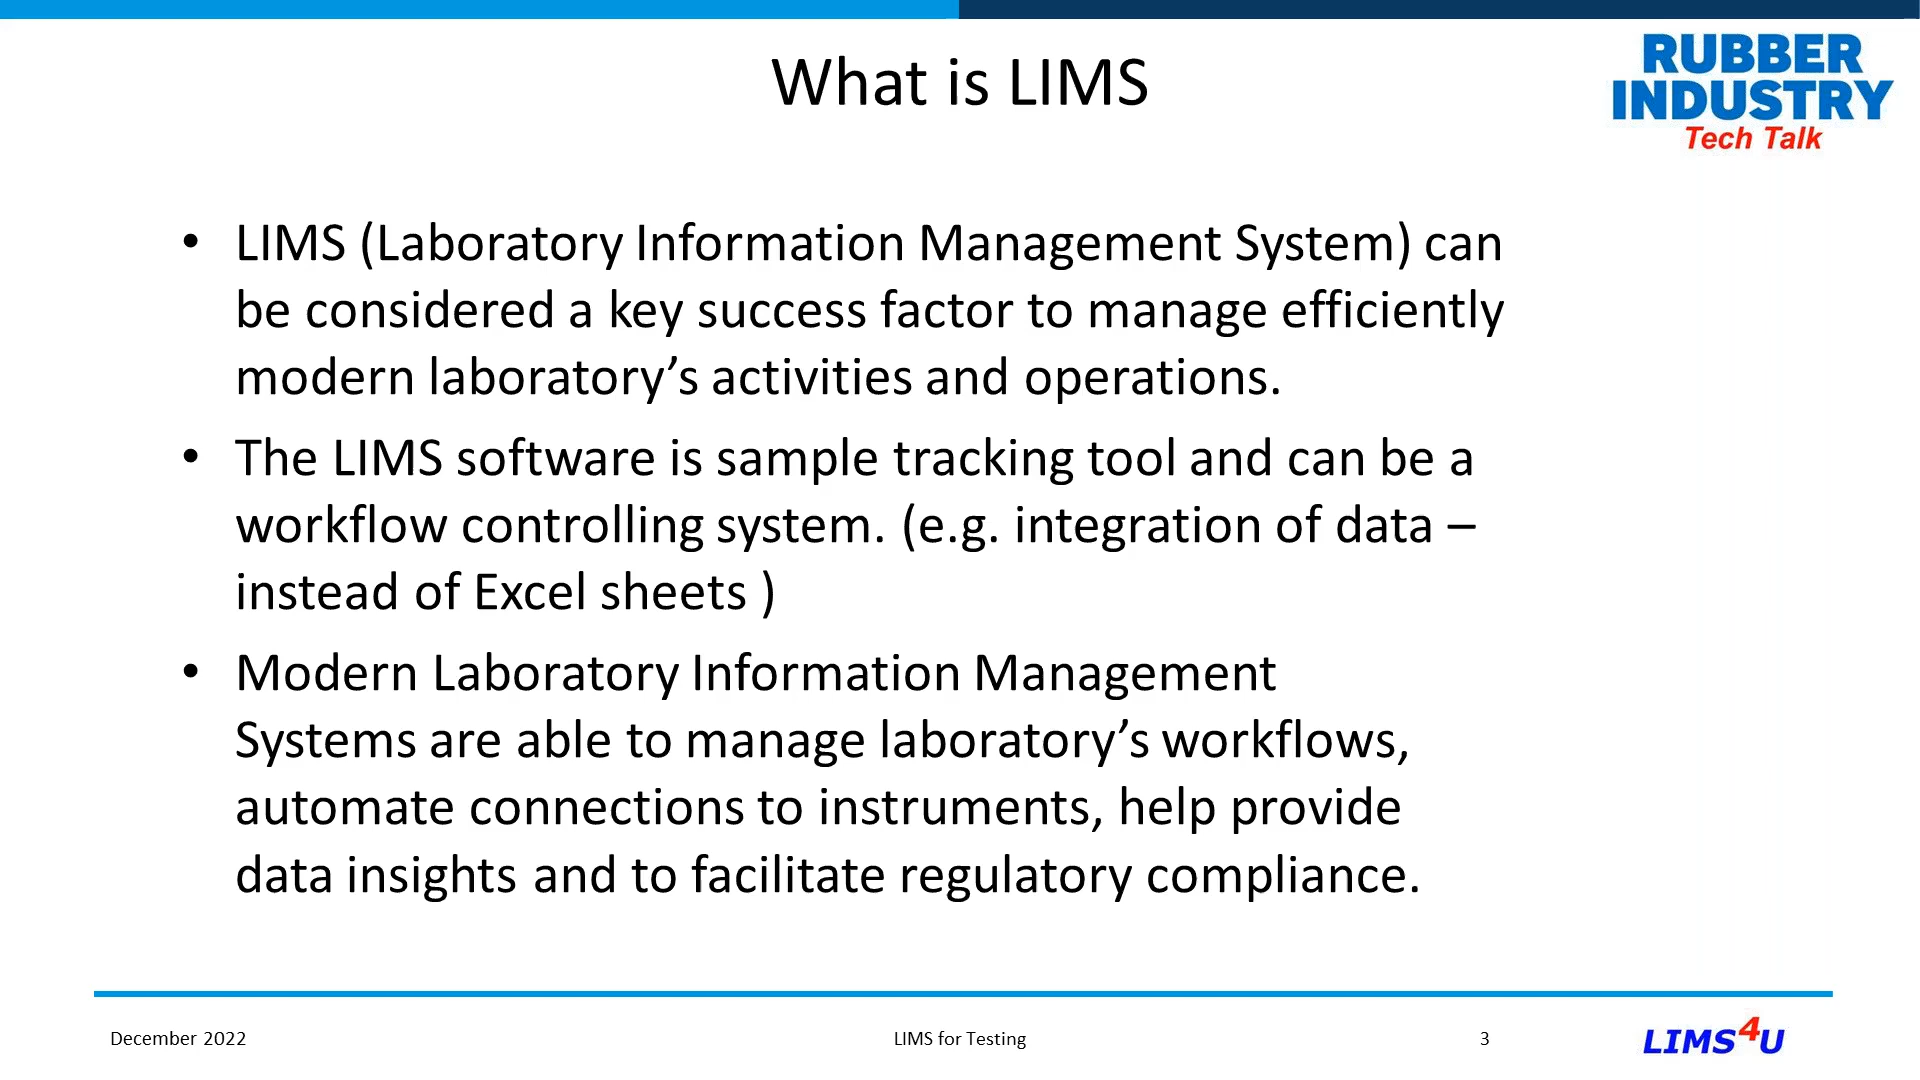 What is LIMS
RUBBER
INDUSTRY
Tech Talk
• LIMS (Laboratory Information Management System) can
be considered a key success factor to manage efficiently
modern laboratory’s activities and operations.
• The LIMS software is sample tracking tool and can be a
workflow controlling system. (e.g. integration of data –
instead of Excel sheets )
• Modern Laboratory Information Management
Systems are able to manage laboratory’s workflows,
automate connections to instruments, help provide
data insights and to facilitate regulatory compliance.
December 2022
LIMS for Testing
3
LIMS4U